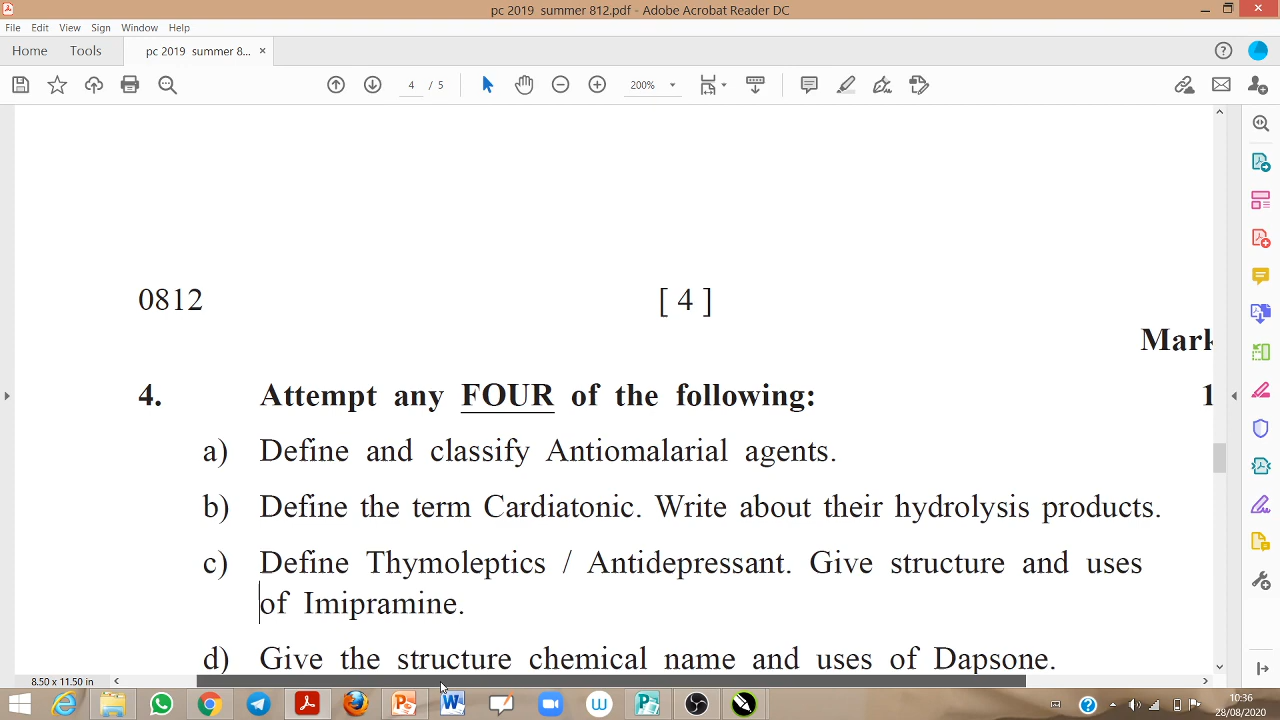 pc 2019 summer 812.pdf - Adobe Acrobat Reader DC
File Edit View Sign Window Help
Home Tools pc 2019 summer 8... ×
4 / 5 200%
0812 [ 4 ]
Mark
4. Attempt any FOUR of the following: 1
a) Define and classify Antiomalarial agents.
b) Define the term Cardiatonic. Write about their hydrolysis products.
c) Define Thymoleptics / Antidepressant. Give structure and uses
of Imipramine.
d) Give the structure chemical name and uses of Dapsone.
8.50 x 11.50 in
10:36
28/08/2020